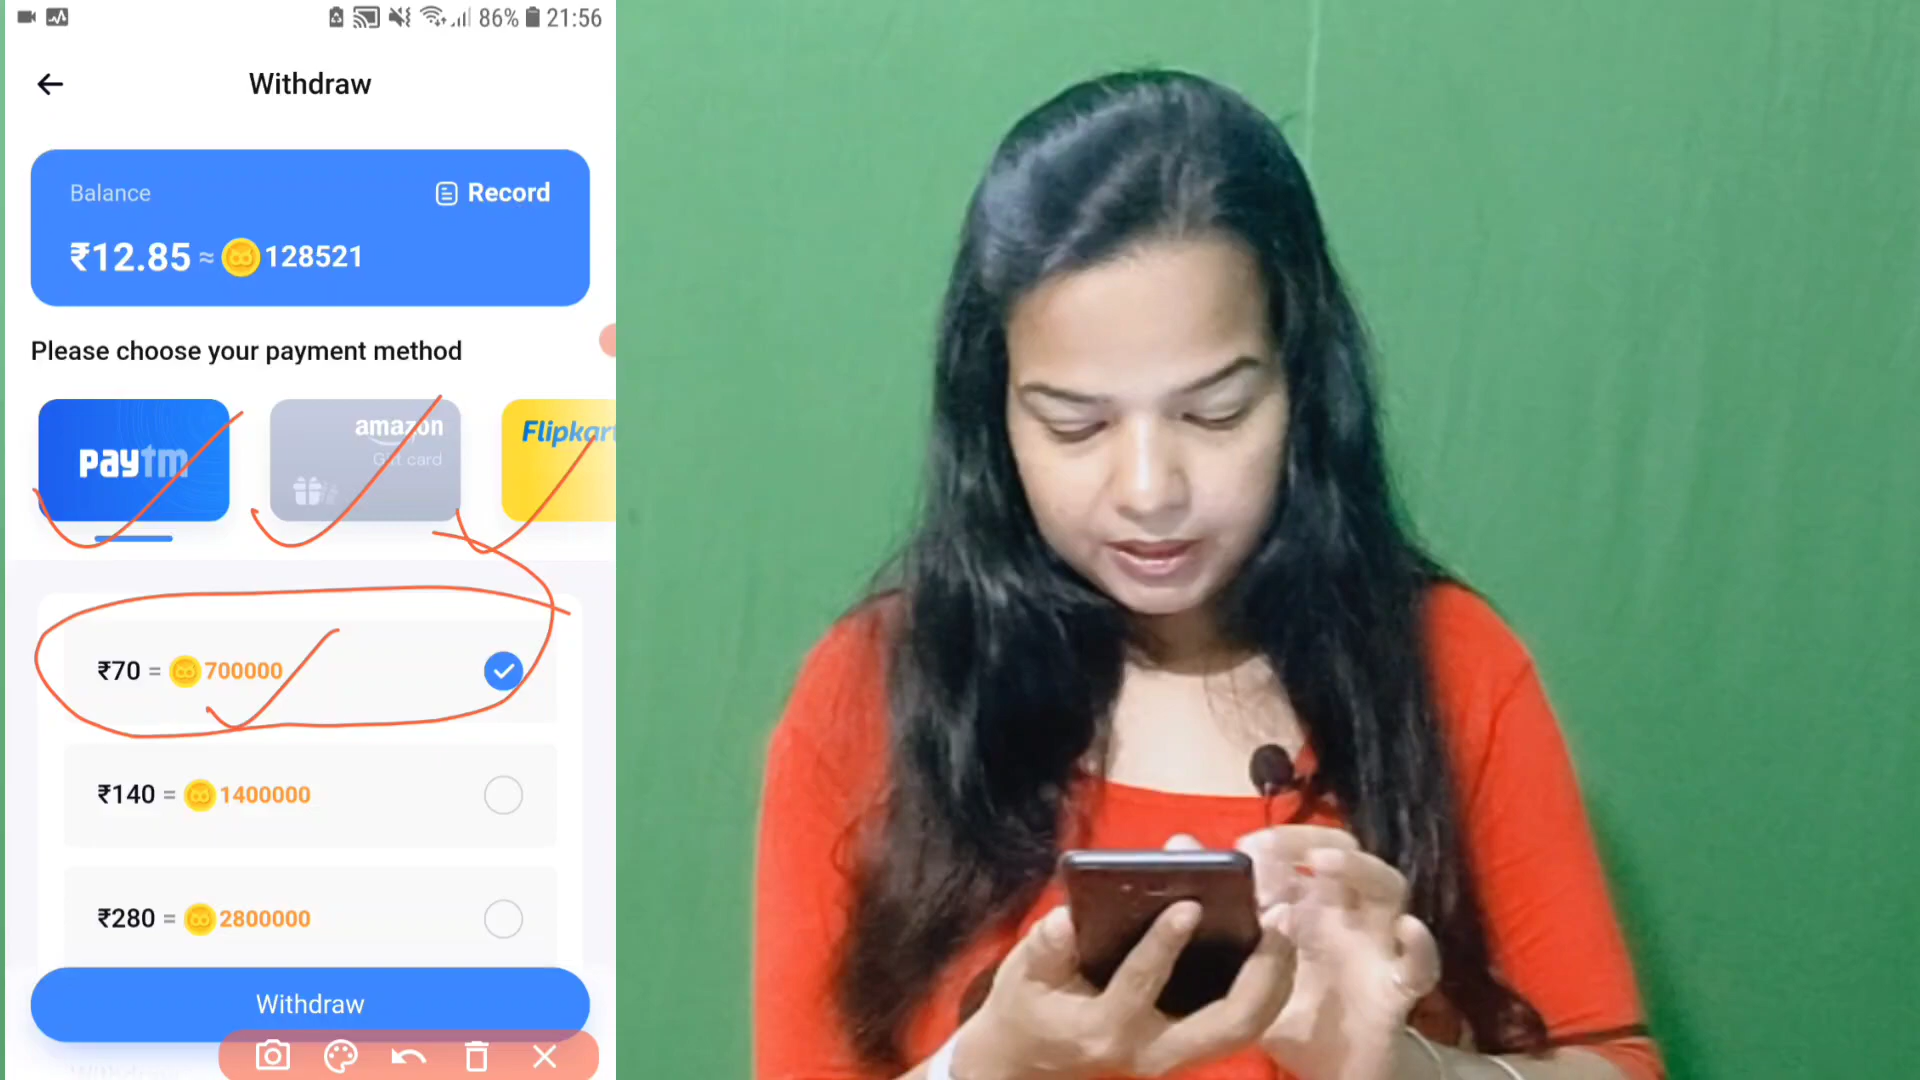 86% 21:56
Withdraw
Balance
Record
₹12.85 ≈ 128521
Please choose your payment method
paytm
amazon
Gift card
Flipkart
₹70 = 700000
₹140 = 1400000
₹280 = 2800000
Withdraw